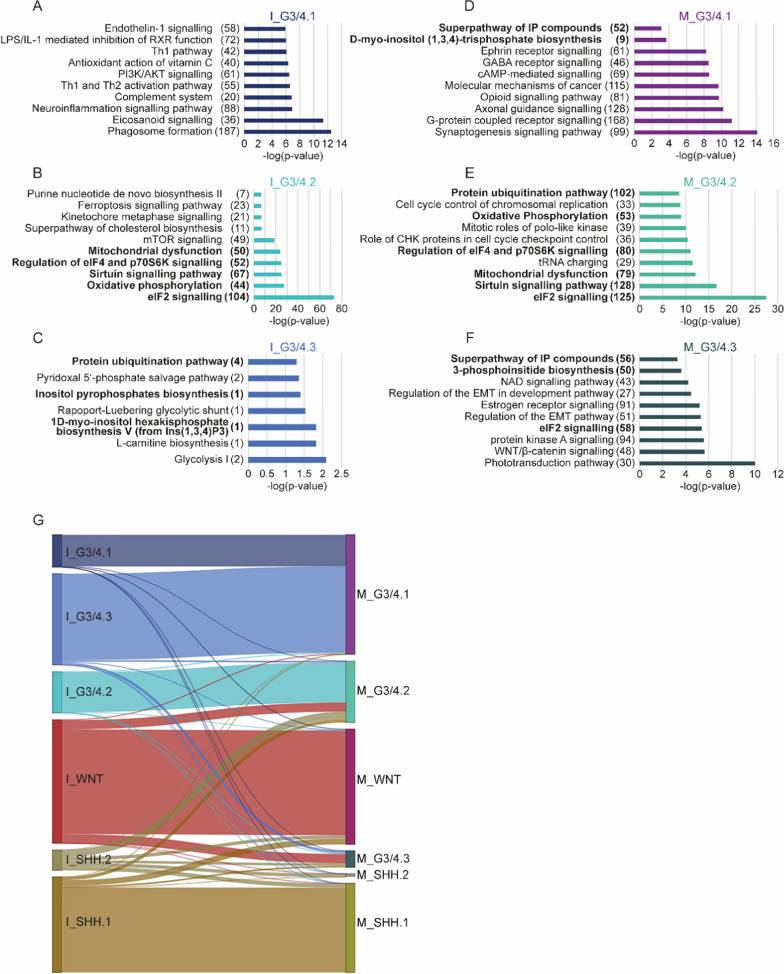 A
I_G3/4.1
Endothelin-1 signalling (58)
LPS/IL-1 mediated inhibition of RXR function (72)
Th1 pathway (42)
Antioxidant action of vitamin C (40)
PI3K/AKT signalling (61)
Th1 and Th2 activation pathway (55)
Complement system (20)
Neuroinflammation signalling pathway (88)
Eicosanoid signalling (36)
Phagosome formation (187)
0 2 4 6 8 10 12 14
-log(p-value)
B
I_G3/4.2
Purine nucleotide de novo biosynthesis II (7)
Ferroptosis signalling pathway (23)
Kinetochore metaphase signalling (21)
Superpathway of cholesterol biosynthesis (11)
mTOR signalling (49)
Mitochondrial dysfunction (50)
Regulation of eIF4 and p70S6K signalling (52)
Sirtuin signalling pathway (67)
Oxidative phosphorylation (44)
eIF2 signalling (104)
0 20 40 60 80
-log(p-value)
C
I_G3/4.3
Protein ubiquitination pathway (4)
Pyridoxal 5'-phosphate salvage pathway (2)
Inositol pyrophosphates biosynthesis (1)
Rapoport-Luebering glycolytic shunt (1)
1D-myo-inositol hexakisphosphate
biosynthesis V (from Ins(1,3,4)P3) (1)
L-carnitine biosynthesis (1)
Glycolysis I (2)
0 0.5 1 1.5 2 2.5
-log(p-value)
D
M_G3/4.1
Superpathway of IP compounds (52)
D-myo-inositol (1,3,4)-trisphosphate biosynthesis (9)
Ephrin receptor signalling (61)
GABA receptor signalling (46)
cAMP-mediated signalling (69)
Molecular mechanisms of cancer (115)
Opioid signalling pathway (81)
Axonal guidance signalling (128)
G-protein coupled receptor signalling (168)
Synaptogenesis signalling pathway (99)
0 2 4 6 8 10 12 14 16
-log(p-value)
E
M_G3/4.2
Protein ubiquitination pathway (102)
Cell cycle control of chromosomal replication (33)
Oxidative Phosphorylation (53)
Mitotic roles of polo-like kinase (39)
Role of CHK proteins in cell cycle checkpoint control (36)
Regulation of eIF4 and p70S6K signalling (80)
tRNA charging (29)
Mitochondrial dysfunction (79)
Sirtuin signalling pathway (128)
eIF2 signalling (125)
0 5 10 15 20 25 30
-log(p-value)
F
M_G3/4.3
Superpathway of IP compounds (56)
3-phosphoinsitide biosynthesis (50)
NAD signalling pathway (43)
Regulation of the EMT in development pathway (27)
Estrogen receptor signalling (91)
Regulation of the EMT pathway (51)
eIF2 signalling (58)
protein kinase A signalling (94)
WNT/β-catenin signalling (48)
Phototransduction pathway (30)
0 2 4 6 8 10 12
-log(p-value)
G
I_G3/4.1
I_G3/4.3
I_G3/4.2
I_WNT
I_SHH.2
I_SHH.1
M_G3/4.1
M_G3/4.2
M_WNT
M_G3/4.3
M_SHH.2
M_SHH.1